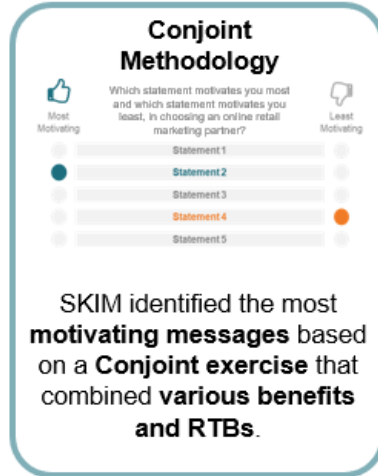 Conjoint
Methodology
Which statement motivates you most
and which statement motivates you
least, in choosing an online retail
marketing partner?
Most
Motivating
Least
Motivating
Statement 1
Statement 2
Statement 3
Statement 4
Statement 5
SKIM identified the most
motivating messages based
on a Conjoint exercise that
combined various benefits
and RTBs.